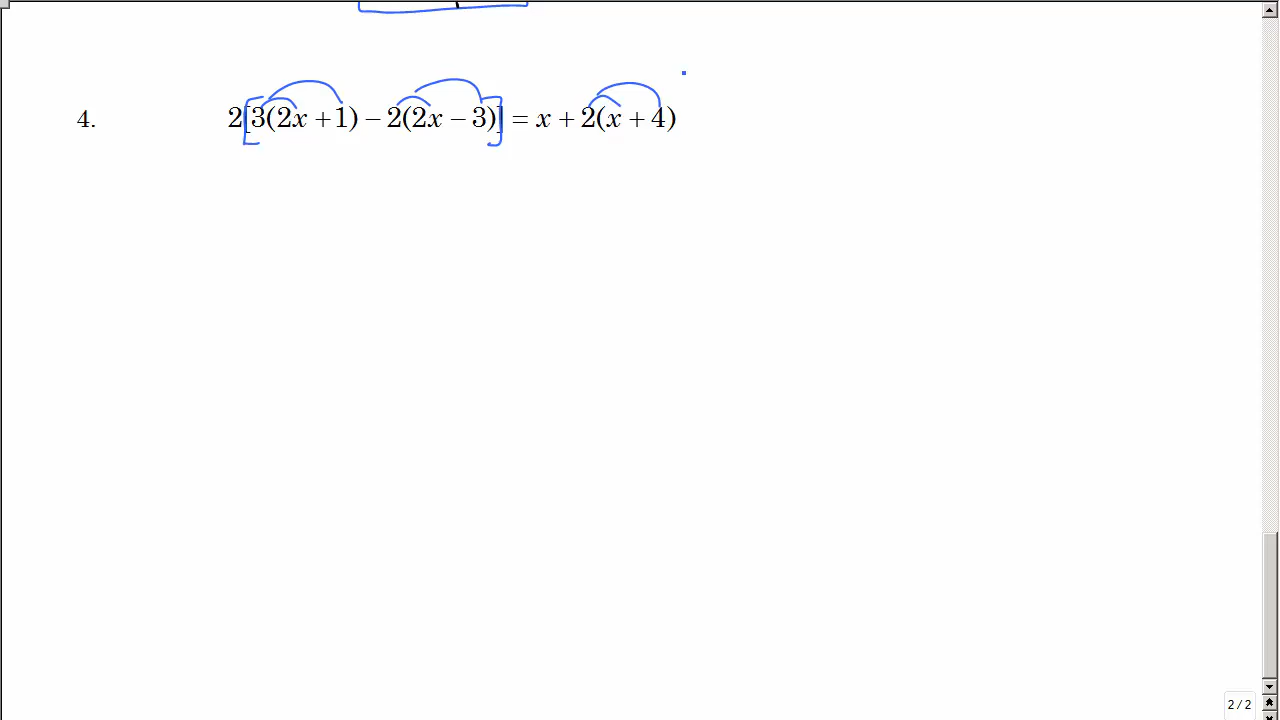 4. 2[3(2x + 1) − 2(2x − 3)] = x + 2(x + 4)
2 / 2